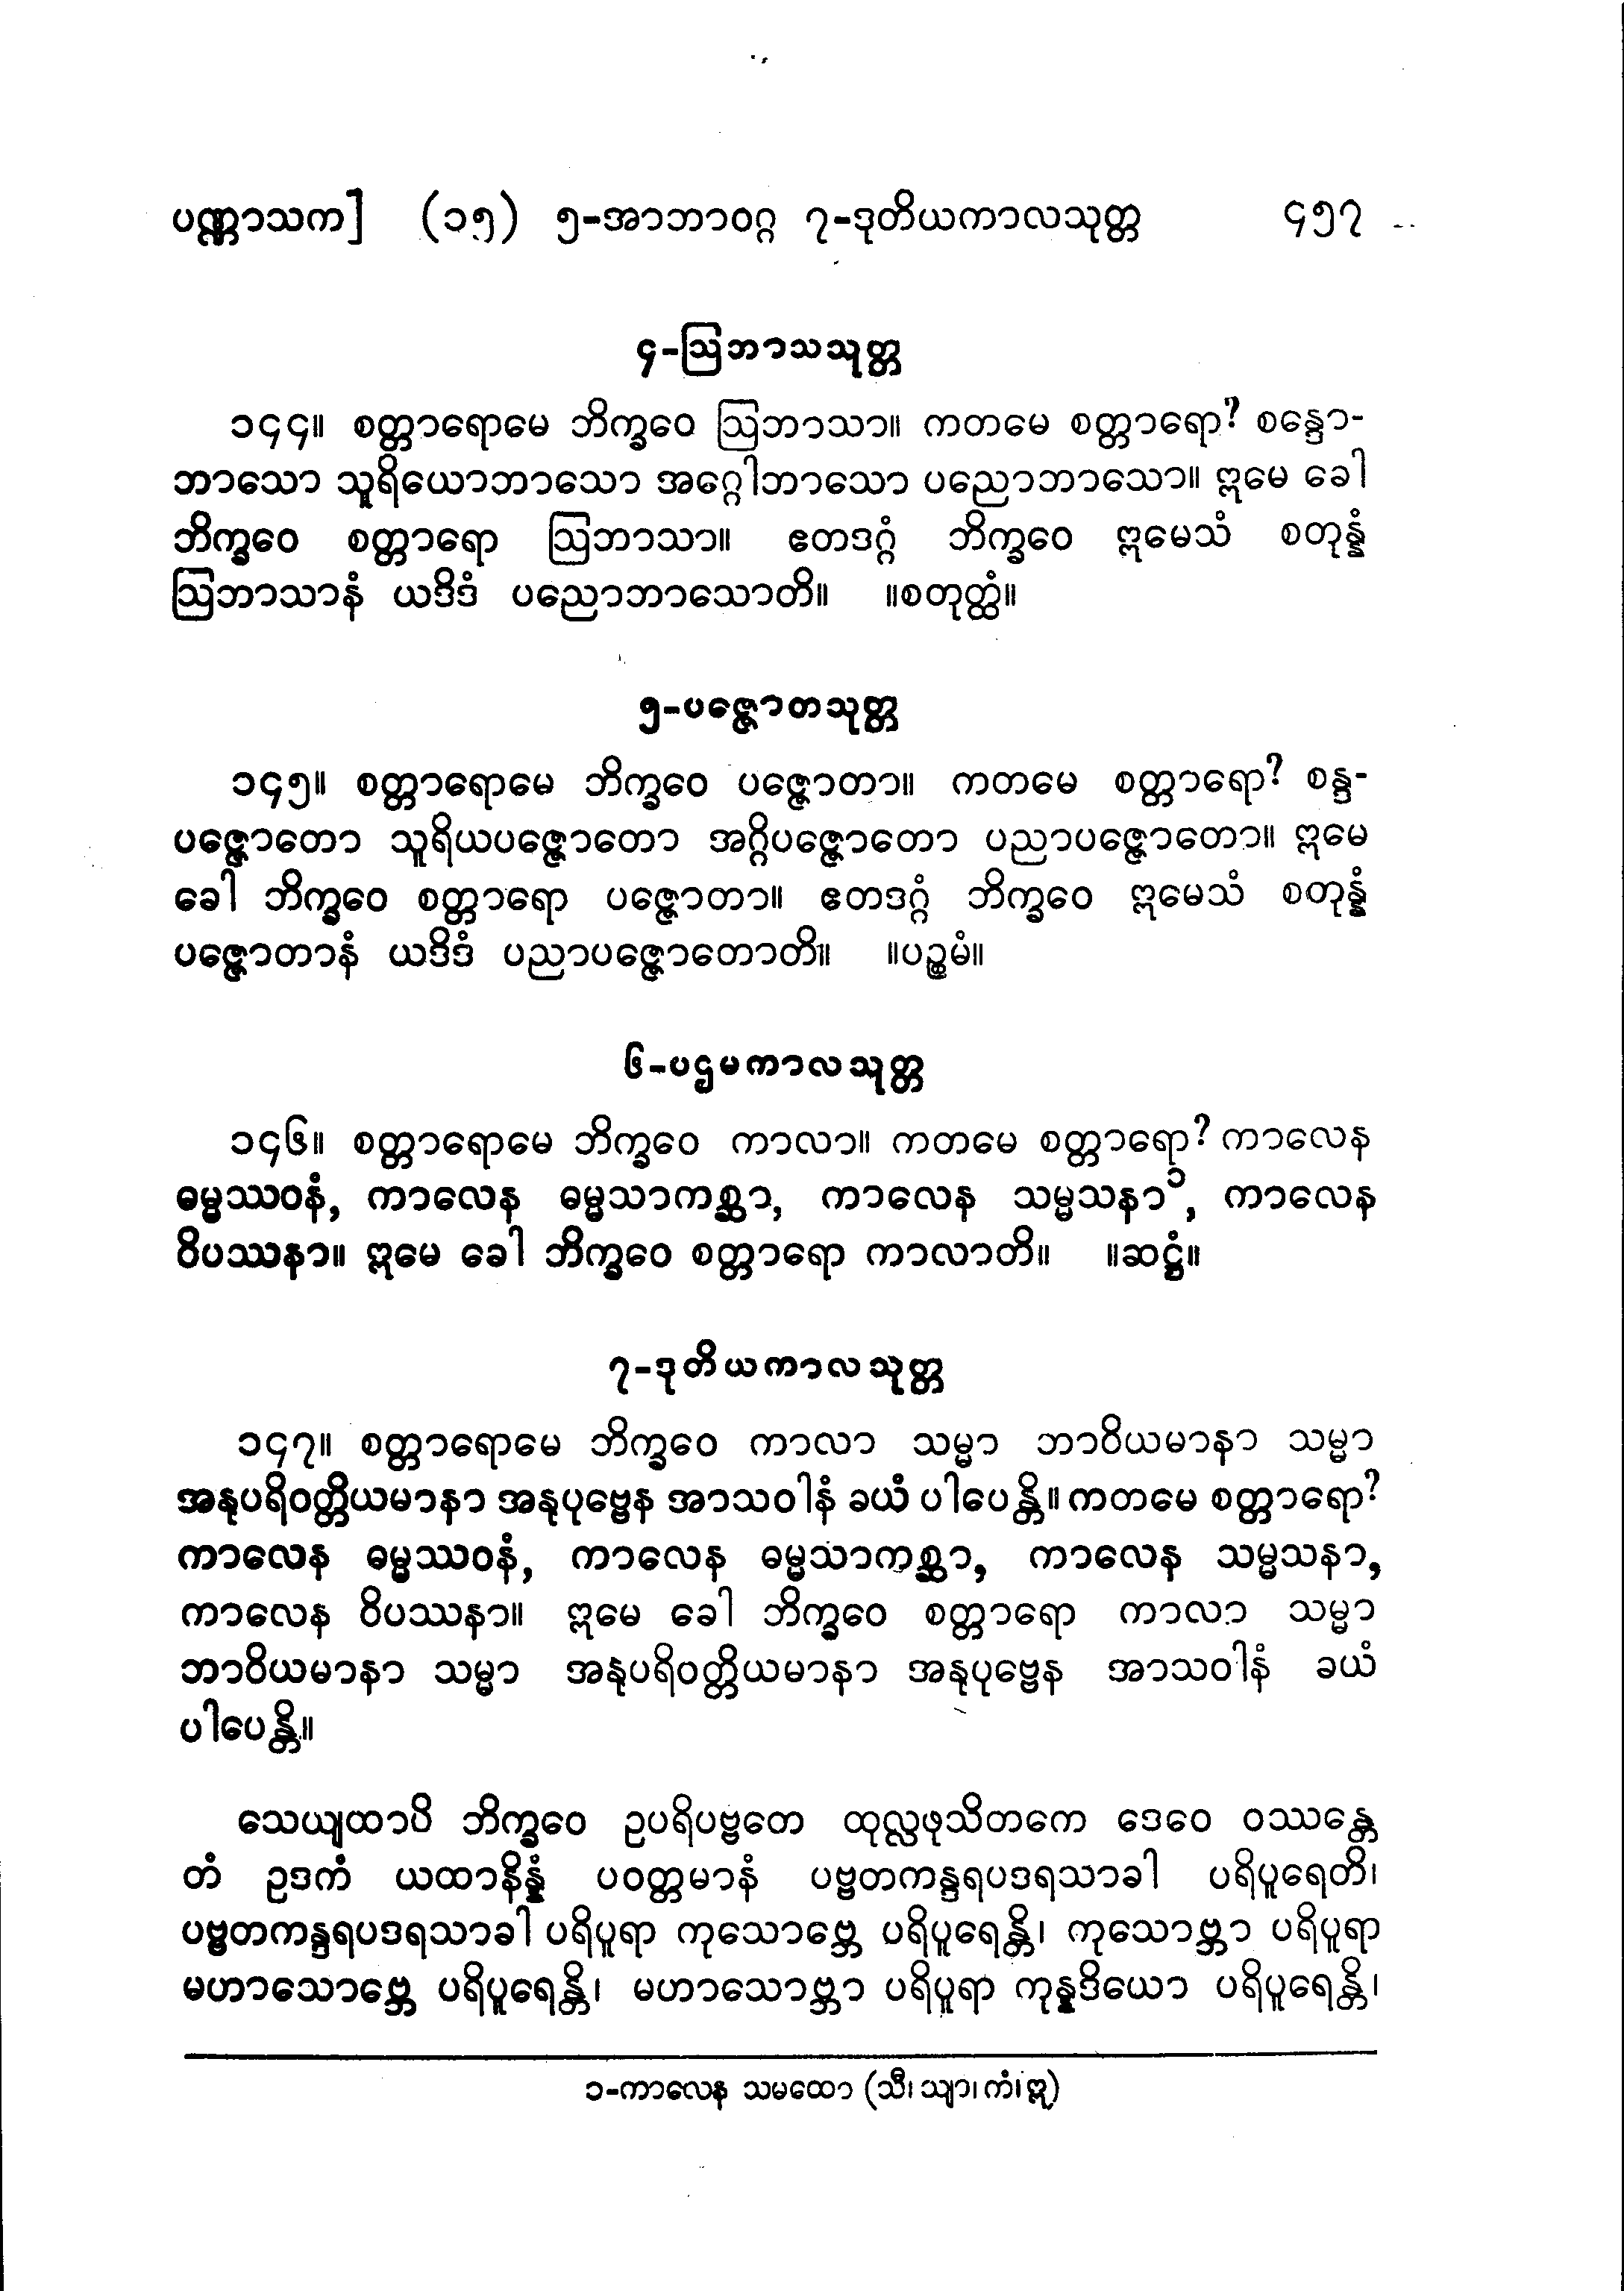 ပဏ္ဏာသက] (၁၅) ၅-အာဘာဝဂ္ဂ ၇-ဒုတိယကာလသုတ္တ ၄၅၇
၄-ဩဘာသသုတ္တ
၁၄၄။ စတ္တာရောမေ ဘိက္ခဝေ ဩဘာသာ။ ကတမေ စတ္တာရော? စန္ဒော-
ဘာသော သူရိယောဘာသော အဂ္ဂေါဘာသော ပညောဘာသော။ ဣမေ ခေါ
ဘိက္ခဝေ စတ္တာရော ဩဘာသာ။ ဧတဒဂ္ဂံ ဘိက္ခဝေ ဣမေသံ စတုန္နံ
ဩဘာသာနံ ယဒိဒံ ပညောဘာသောတိ။ ။စတုတ္ထံ။
၅-ပဇ္ဇောတသုတ္တ
၁၄၅။ စတ္တာရောမေ ဘိက္ခဝေ ပဇ္ဇောတာ။ ကတမေ စတ္တာရော? စန္ဒ-
ပဇ္ဇောတော သူရိယပဇ္ဇောတော အဂ္ဂိပဇ္ဇောတော ပညာပဇ္ဇောတော။ ဣမေ
ခေါ ဘိက္ခဝေ စတ္တာရော ပဇ္ဇောတာ။ ဧတဒဂ္ဂံ ဘိက္ခဝေ ဣမေသံ စတုန္နံ
ပဇ္ဇောတာနံ ယဒိဒံ ပညာပဇ္ဇောတောတိ။ ။ပဉ္စမံ။
၆-ပဌမကာလသုတ္တ
၁၄၆။ စတ္တာရောမေ ဘိက္ခဝေ ကာလာ။ ကတမေ စတ္တာရော? ကာလေန
ဓမ္မဿဝနံ, ကာလေန ဓမ္မသာကစ္ဆာ, ကာလေန သမ္မသနာ၁, ကာလေန
ဝိပဿနာ။ ဣမေ ခေါ ဘိက္ခဝေ စတ္တာရော ကာလာတိ။ ။ဆဋ္ဌံ။
၇-ဒုတိယကာလသုတ္တ
၁၄၇။ စတ္တာရောမေ ဘိက္ခဝေ ကာလာ သမ္မာ ဘာဝိယမာနာ သမ္မာ
အနုပရိဝတ္တိယမာနာ အနုပုဗ္ဗေန အာသဝါနံ ခယံ ပါပေန္တိ။ ကတမေ စတ္တာရော?
ကာလေန ဓမ္မဿဝနံ, ကာလေန ဓမ္မသာကစ္ဆာ, ကာလေန သမ္မသနာ,
ကာလေန ဝိပဿနာ။ ဣမေ ခေါ ဘိက္ခဝေ စတ္တာရော ကာလာ သမ္မာ
ဘာဝိယမာနာ သမ္မာ အနုပရိဝတ္တိယမာနာ အနုပုဗ္ဗေန အာသဝါနံ ခယံ
ပါပေန္တိ။
သေယျထာပိ ဘိက္ခဝေ ဥပရိပဗ္ဗတေ ထုလ္လဖုသိတကေ ဒေဝေ ဝဿန္တေ
တံ ဥဒကံ ယထာနိန္နံ ပဝတ္တမာနံ ပဗ္ဗတကန္ဒရပဒရသာခါ ပရိပူရေတိ၊
ပဗ္ဗတကန္ဒရပဒရသာခါ ပရိပူရာ ကုသောဗ္ဘေ ပရိပူရေန္တိ၊ ကုသောဗ္ဘာ ပရိပူရာ
မဟာသောဗ္ဘေ ပရိပူရေန္တိ၊ မဟာသောဗ္ဘာ ပရိပူရာ ကုန္နဒိယော ပရိပူရေန္တိ၊
၁-ကာလေန သမထော (သီ၊ သျာ၊ ကံ၊ ဣ)